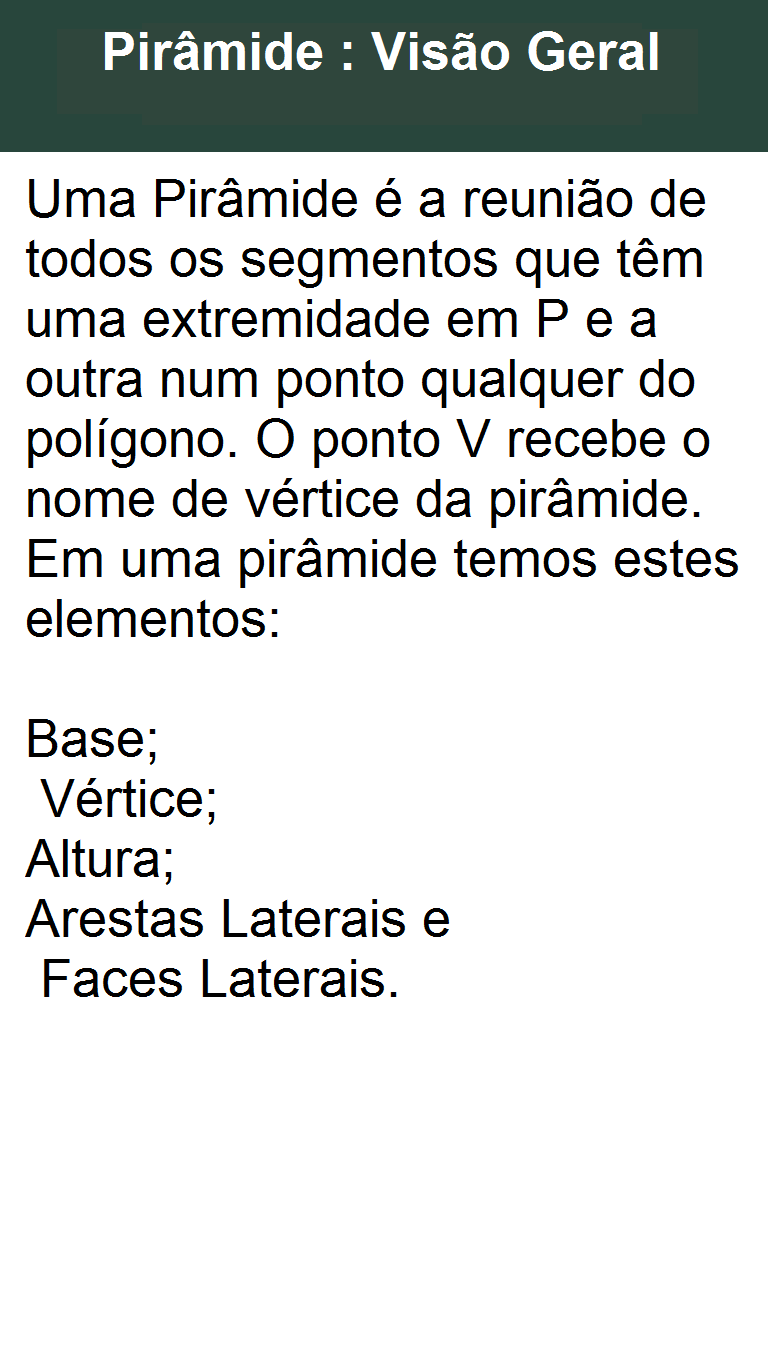 Pirâmide : Visão Geral
Uma Pirâmide é a reunião de
todos os segmentos que têm
uma extremidade em P e a
outra num ponto qualquer do
polígono. O ponto V recebe o
nome de vértice da pirâmide.
Em uma pirâmide temos estes
elementos:
Base;
Vértice;
Altura;
Arestas Laterais e
Faces Laterais.